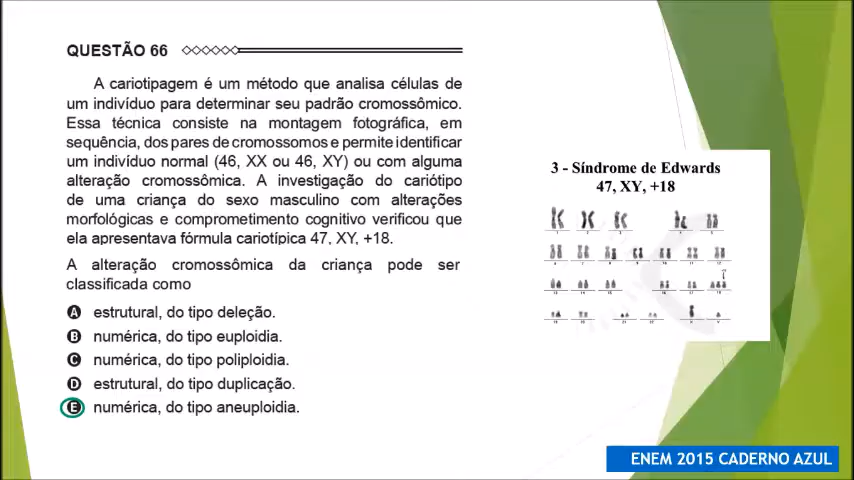 QUESTÃO 66
A cariotipagem é um método que analisa células de
um indivíduo para determinar seu padrão cromossômico.
Essa técnica consiste na montagem fotográfica, em
sequência, dos pares de cromossomos e permite identificar
um indivíduo normal (46, XX ou 46, XY) ou com alguma
alteração cromossômica. A investigação do cariótipo
de uma criança do sexo masculino com alterações
morfológicas e comprometimento cognitivo verificou que
ela apresentava fórmula cariotípica 47, XY, +18.
A alteração cromossômica da criança pode ser
classificada como
A estrutural, do tipo deleção.
B numérica, do tipo euploidia.
C numérica, do tipo poliploidia.
D estrutural, do tipo duplicação.
E numérica, do tipo aneuploidia.
3 - Síndrome de Edwards
47, XY, +18
ENEM 2015 CADERNO AZUL